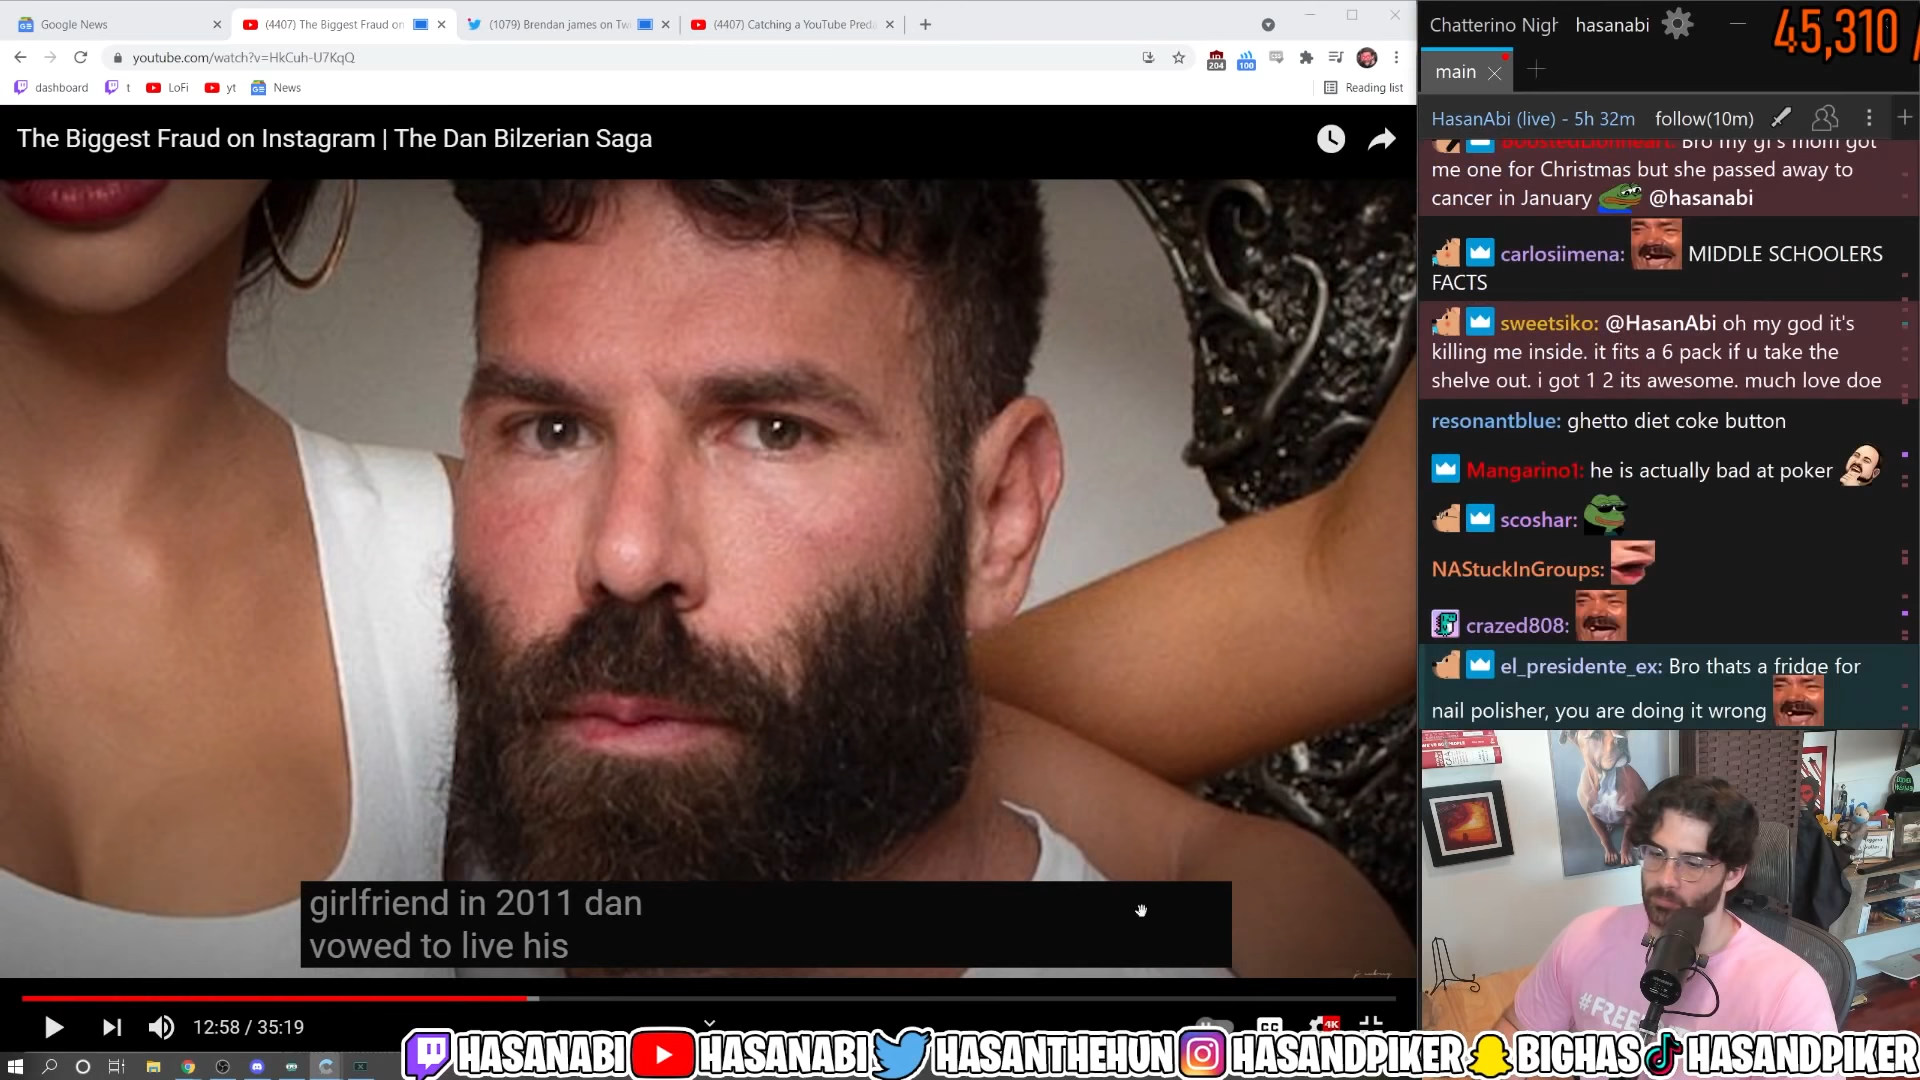 Google News
(4407) The Biggest Fraud on
(1079) Brendan james on Tw
(4407) Catching a YouTube Preda
youtube.com/watch?v=HkCuh-U7KqQ
204
100
dashboard
t
LoFi
yt
News
Reading list
The Biggest Fraud on Instagram | The Dan Bilzerian Saga
girlfriend in 2011 dan
vowed to live his
12:58 / 35:19
CC
4K
Chatterino Nigh
hasanabi
45,310 /
main
HasanAbi (live) - 5h 32m
follow(10m)
BoostedLionheart: Bro my gf's mom got
me one for Christmas but she passed away to
cancer in January @hasanabi
carlosiimena: MIDDLE SCHOOLERS
FACTS
sweetsiko: @HasanAbi oh my god it's
killing me inside. it fits a 6 pack if u take the
shelve out. i got 1 2 its awesome. much love doe
resonantblue: ghetto diet coke button
Mangarino1: he is actually bad at poker
scoshar:
NAStuckInGroups:
crazed808:
el_presidente_ex: Bro thats a fridge for
nail polisher, you are doing it wrong
#FREE
HASANABI
HASANABI
HASANTHEHUN
HASANDPIKER
BIGHAS
HASANDPIKER